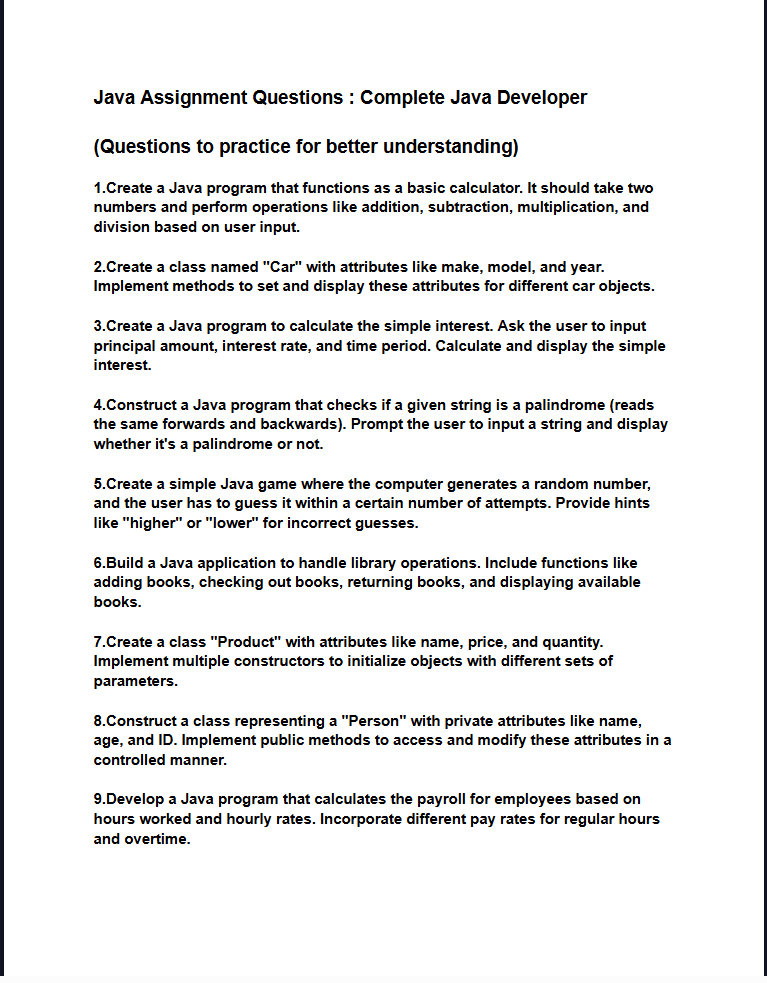 Java Assignment Questions : Complete Java Developer
(Questions to practice for better understanding)
1.Create a Java program that functions as a basic calculator. It should take two
numbers and perform operations like addition, subtraction, multiplication, and
division based on user input.
2.Create a class named "Car" with attributes like make, model, and year.
Implement methods to set and display these attributes for different car objects.
3.Create a Java program to calculate the simple interest. Ask the user to input
principal amount, interest rate, and time period. Calculate and display the simple
interest.
4.Construct a Java program that checks if a given string is a palindrome (reads
the same forwards and backwards). Prompt the user to input a string and display
whether it's a palindrome or not.
5.Create a simple Java game where the computer generates a random number,
and the user has to guess it within a certain number of attempts. Provide hints
like "higher" or "lower" for incorrect guesses.
6.Build a Java application to handle library operations. Include functions like
adding books, checking out books, returning books, and displaying available
books.
7.Create a class "Product" with attributes like name, price, and quantity.
Implement multiple constructors to initialize objects with different sets of
parameters.
8.Construct a class representing a "Person" with private attributes like name,
age, and ID. Implement public methods to access and modify these attributes in a
controlled manner.
9.Develop a Java program that calculates the payroll for employees based on
hours worked and hourly rates. Incorporate different pay rates for regular hours
and overtime.